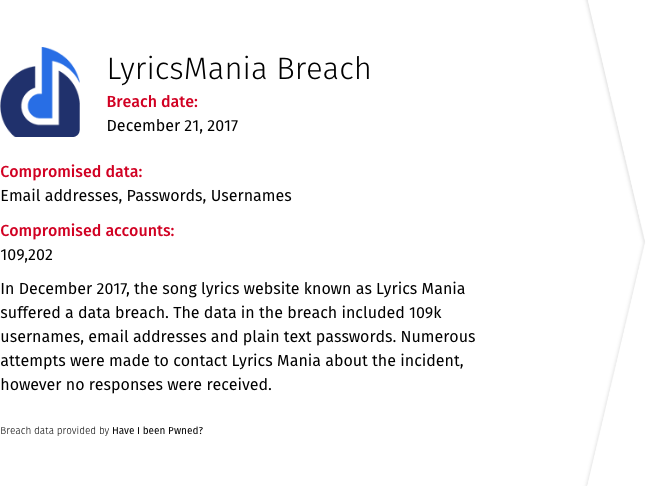 LyricsMania Breach
Breach date:
December 21, 2017
Compromised data:
Email addresses, Passwords, Usernames
Compromised accounts:
109,202
In December 2017, the song lyrics website known as Lyrics Mania
suffered a data breach. The data in the breach included 109k
usernames, email addresses and plain text passwords. Numerous
attempts were made to contact Lyrics Mania about the incident,
however no responses were received.
Breach data provided by Have I been Pwned?